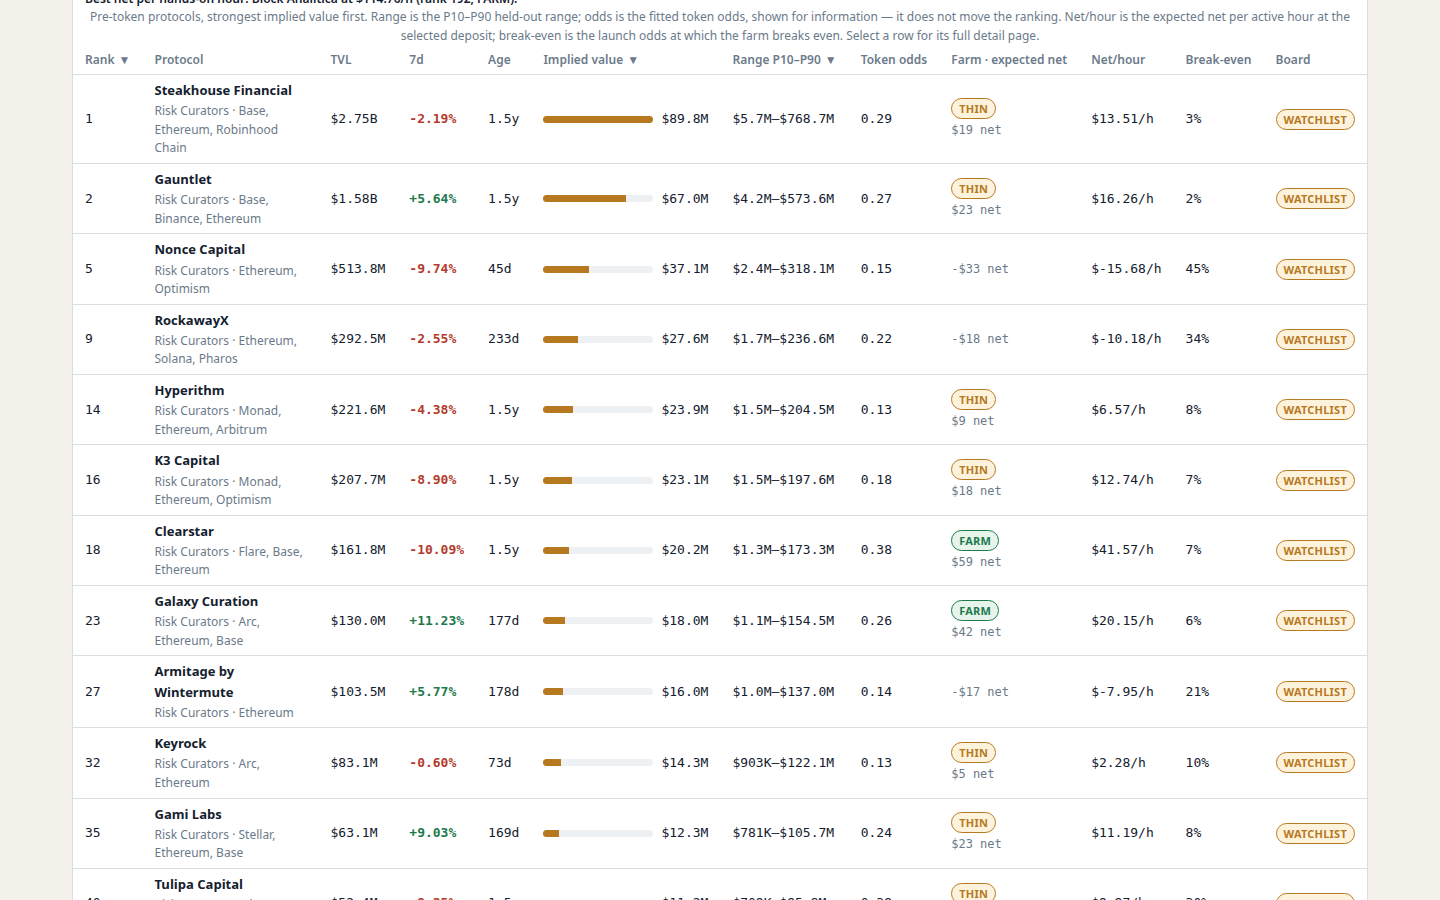 Pre-token protocols, strongest implied value first. Range is the P10–P90 held-out range; odds is the fitted token odds, shown for information — it does not move the ranking. Net/hour is the expected net per active hour at the
selected deposit; break-even is the launch odds at which the farm breaks even. Select a row for its full detail page.
Rank ▼ Protocol TVL 7d Age Implied value ▼ Range P10–P90 ▼ Token odds Farm · expected net Net/hour Break-even Board
Steakhouse Financial
Risk Curators · Base,
Ethereum, Robinhood
Chain
1 $2.75B -2.19% 1.5y $89.8M $5.7M–$768.7M 0.29 THIN $19 net $13.51/h 3% WATCHLIST
Gauntlet
Risk Curators · Base,
Binance, Ethereum
2 $1.58B +5.64% 1.5y $67.0M $4.2M–$573.6M 0.27 THIN $23 net $16.26/h 2% WATCHLIST
Nonce Capital
Risk Curators · Ethereum,
Optimism
5 $513.8M -9.74% 45d $37.1M $2.4M–$318.1M 0.15 -$33 net $-15.68/h 45% WATCHLIST
RockawayX
Risk Curators · Ethereum,
Solana, Pharos
9 $292.5M -2.55% 233d $27.6M $1.7M–$236.6M 0.22 -$18 net $-10.18/h 34% WATCHLIST
Hyperithm
Risk Curators · Monad,
Ethereum, Arbitrum
14 $221.6M -4.38% 1.5y $23.9M $1.5M–$204.5M 0.13 THIN $9 net $6.57/h 8% WATCHLIST
K3 Capital
Risk Curators · Monad,
Ethereum, Optimism
16 $207.7M -8.90% 1.5y $23.1M $1.5M–$197.6M 0.18 THIN $18 net $12.74/h 7% WATCHLIST
Clearstar
Risk Curators · Flare, Base,
Ethereum
18 $161.8M -10.09% 1.5y $20.2M $1.3M–$173.3M 0.38 FARM $59 net $41.57/h 7% WATCHLIST
Galaxy Curation
Risk Curators · Arc,
Ethereum, Base
23 $130.0M +11.23% 177d $18.0M $1.1M–$154.5M 0.26 FARM $42 net $20.15/h 6% WATCHLIST
Armitage by
Wintermute
Risk Curators · Ethereum
27 $103.5M +5.77% 178d $16.0M $1.0M–$137.0M 0.14 -$17 net $-7.95/h 21% WATCHLIST
Keyrock
Risk Curators · Arc,
Ethereum
32 $83.1M -0.60% 73d $14.3M $903K–$122.1M 0.13 THIN $5 net $2.28/h 10% WATCHLIST
Gami Labs
Risk Curators · Stellar,
Ethereum, Base
35 $63.1M +9.03% 169d $12.3M $781K–$105.7M 0.24 THIN $23 net $11.19/h 8% WATCHLIST
Tulipa Capital
THIN